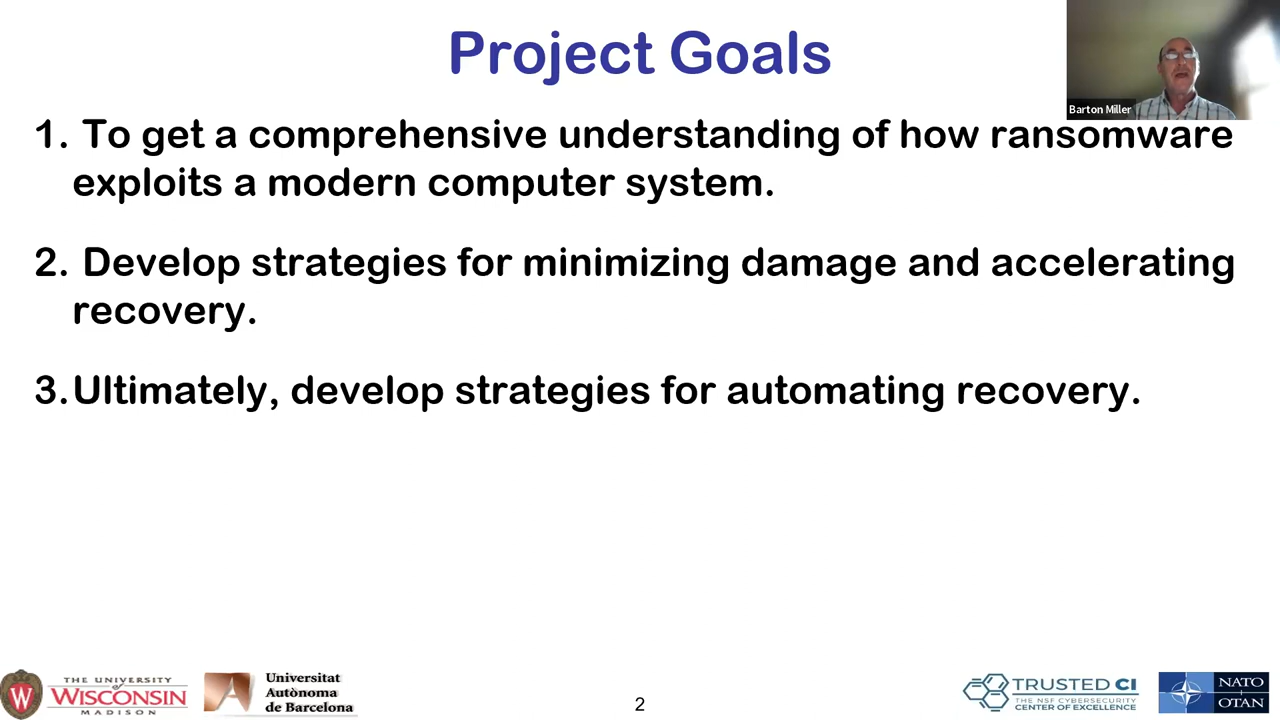 Project Goals
Barton Miller
1. To get a comprehensive understanding of how ransomware
exploits a modern computer system.
2. Develop strategies for minimizing damage and accelerating
recovery.
3. Ultimately, develop strategies for automating recovery.
THE UNIVERSITY
of
WISCONSIN
MADISON
Universitat
Autònoma
de Barcelona
2
TRUSTED CI
THE NSF CYBERSECURITY
CENTER OF EXCELLENCE
NATO
OTAN